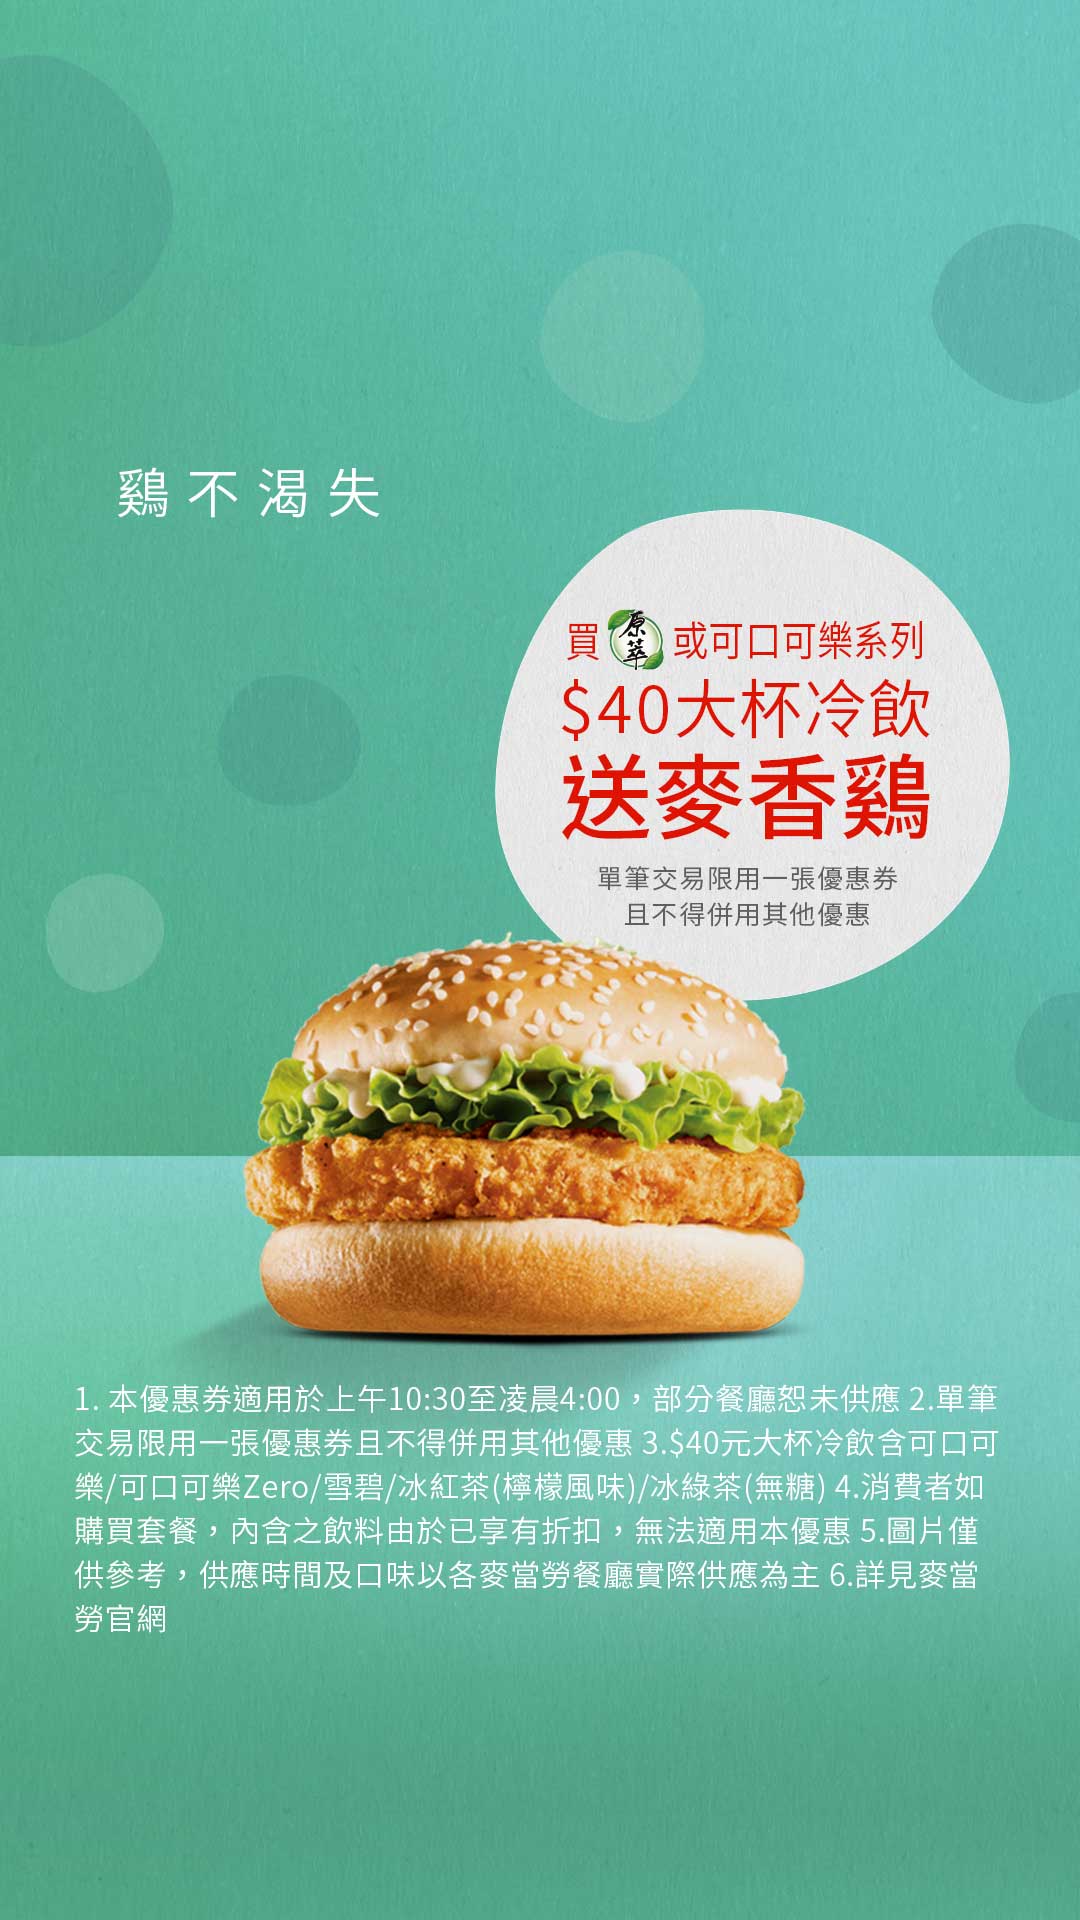 鷄不渴失
買原萃或可口可樂系列
$40大杯冷飲
送麥香鷄
單筆交易限用一張優惠券
且不得併用其他優惠
1. 本優惠券適用於上午10:30至凌晨4:00，部分餐廳恕未供應 2.單筆
交易限用一張優惠券且不得併用其他優惠 3.$40元大杯冷飲含可口可
樂/可口可樂Zero/雪碧/冰紅茶(檸檬風味)/冰綠茶(無糖) 4.消費者如
購買套餐，內含之飲料由於已享有折扣，無法適用本優惠 5.圖片僅
供參考，供應時間及口味以各麥當勞餐廳實際供應為主 6.詳見麥當
勞官網